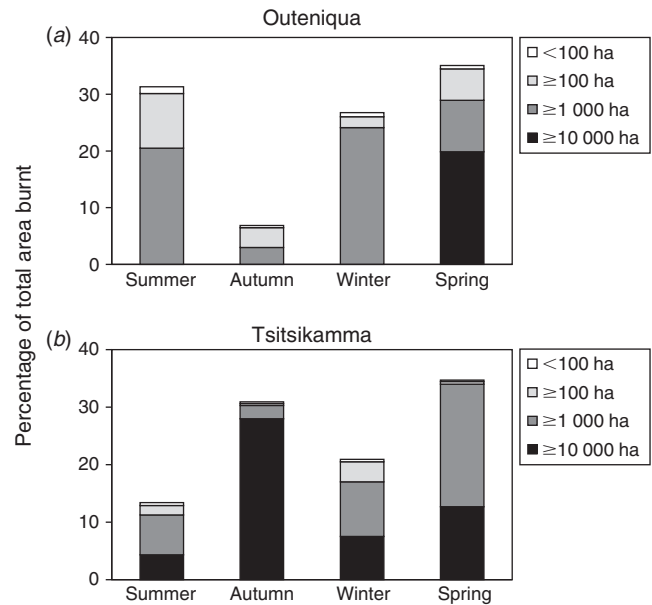 (a)
Outeniqua
40
30
20
10
0
Summer Autumn Winter Spring
<100 ha
≥100 ha
≥1 000 ha
≥10 000 ha
Percentage of total area burnt
(b)
Tsitsikamma
40
30
20
10
0
Summer Autumn Winter Spring
<100 ha
≥100 ha
≥1 000 ha
≥10 000 ha